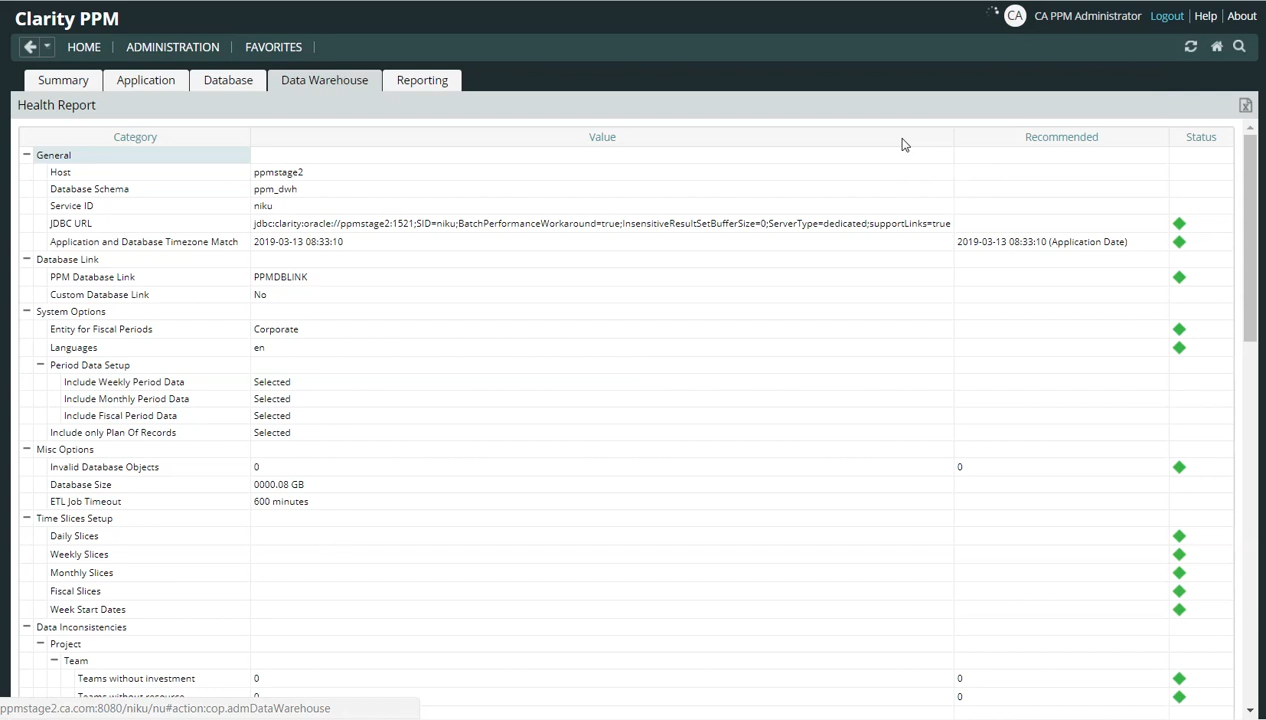 Clarity PPM
CA CA PPM Administrator Logout Help About
HOME ADMINISTRATION FAVORITES
Summary Application Database Data Warehouse Reporting
Health Report
Category Value Recommended Status
General
Host ppmstage2
Database Schema ppm_dwh
Service ID niku
JDBC URL jdbc:clarity:oracle://ppmstage2:1521;SID=niku;BatchPerformanceWorkaround=true;InsensitiveResultSetBufferSize=0;ServerType=dedicated;supportLinks=true
Application and Database Timezone Match 2019-03-13 08:33:10 2019-03-13 08:33:10 (Application Date)
Database Link
PPM Database Link PPMDBLINK
Custom Database Link No
System Options
Entity for Fiscal Periods Corporate
Languages en
Period Data Setup
Include Weekly Period Data Selected
Include Monthly Period Data Selected
Include Fiscal Period Data Selected
Include only Plan Of Records Selected
Misc Options
Invalid Database Objects 0 0
Database Size 0000.08 GB
ETL Job Timeout 600 minutes
Time Slices Setup
Daily Slices
Weekly Slices
Monthly Slices
Fiscal Slices
Week Start Dates
Data Inconsistencies
Project
Team
Teams without investment 0 0
Teams without resource 0 0
ppmstage2.ca.com:8080/niku/nu#action:cop.admDataWarehouse